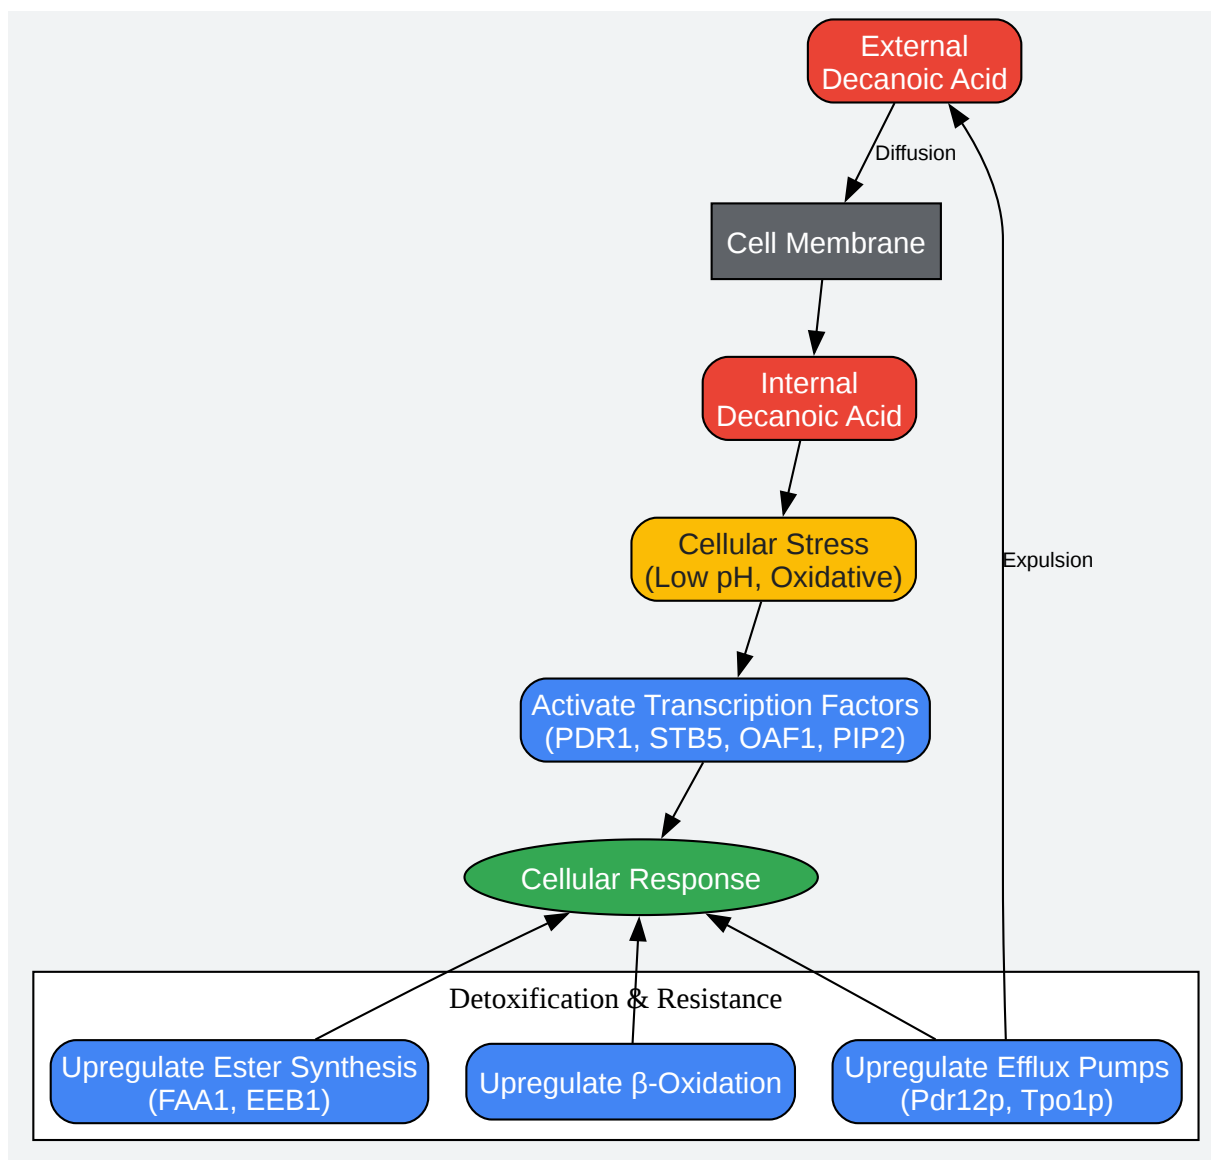 External
Decanoic Acid
Diffusion
Cell Membrane
Internal
Decanoic Acid
Cellular Stress
(Low pH, Oxidative)
Expulsion
Activate Transcription Factors
(PDR1, STB5, OAF1, PIP2)
Cellular Response
Detoxification & Resistance
Upregulate Ester Synthesis
(FAA1, EEB1)
Upregulate β-Oxidation
Upregulate Efflux Pumps
(Pdr12p, Tpo1p)